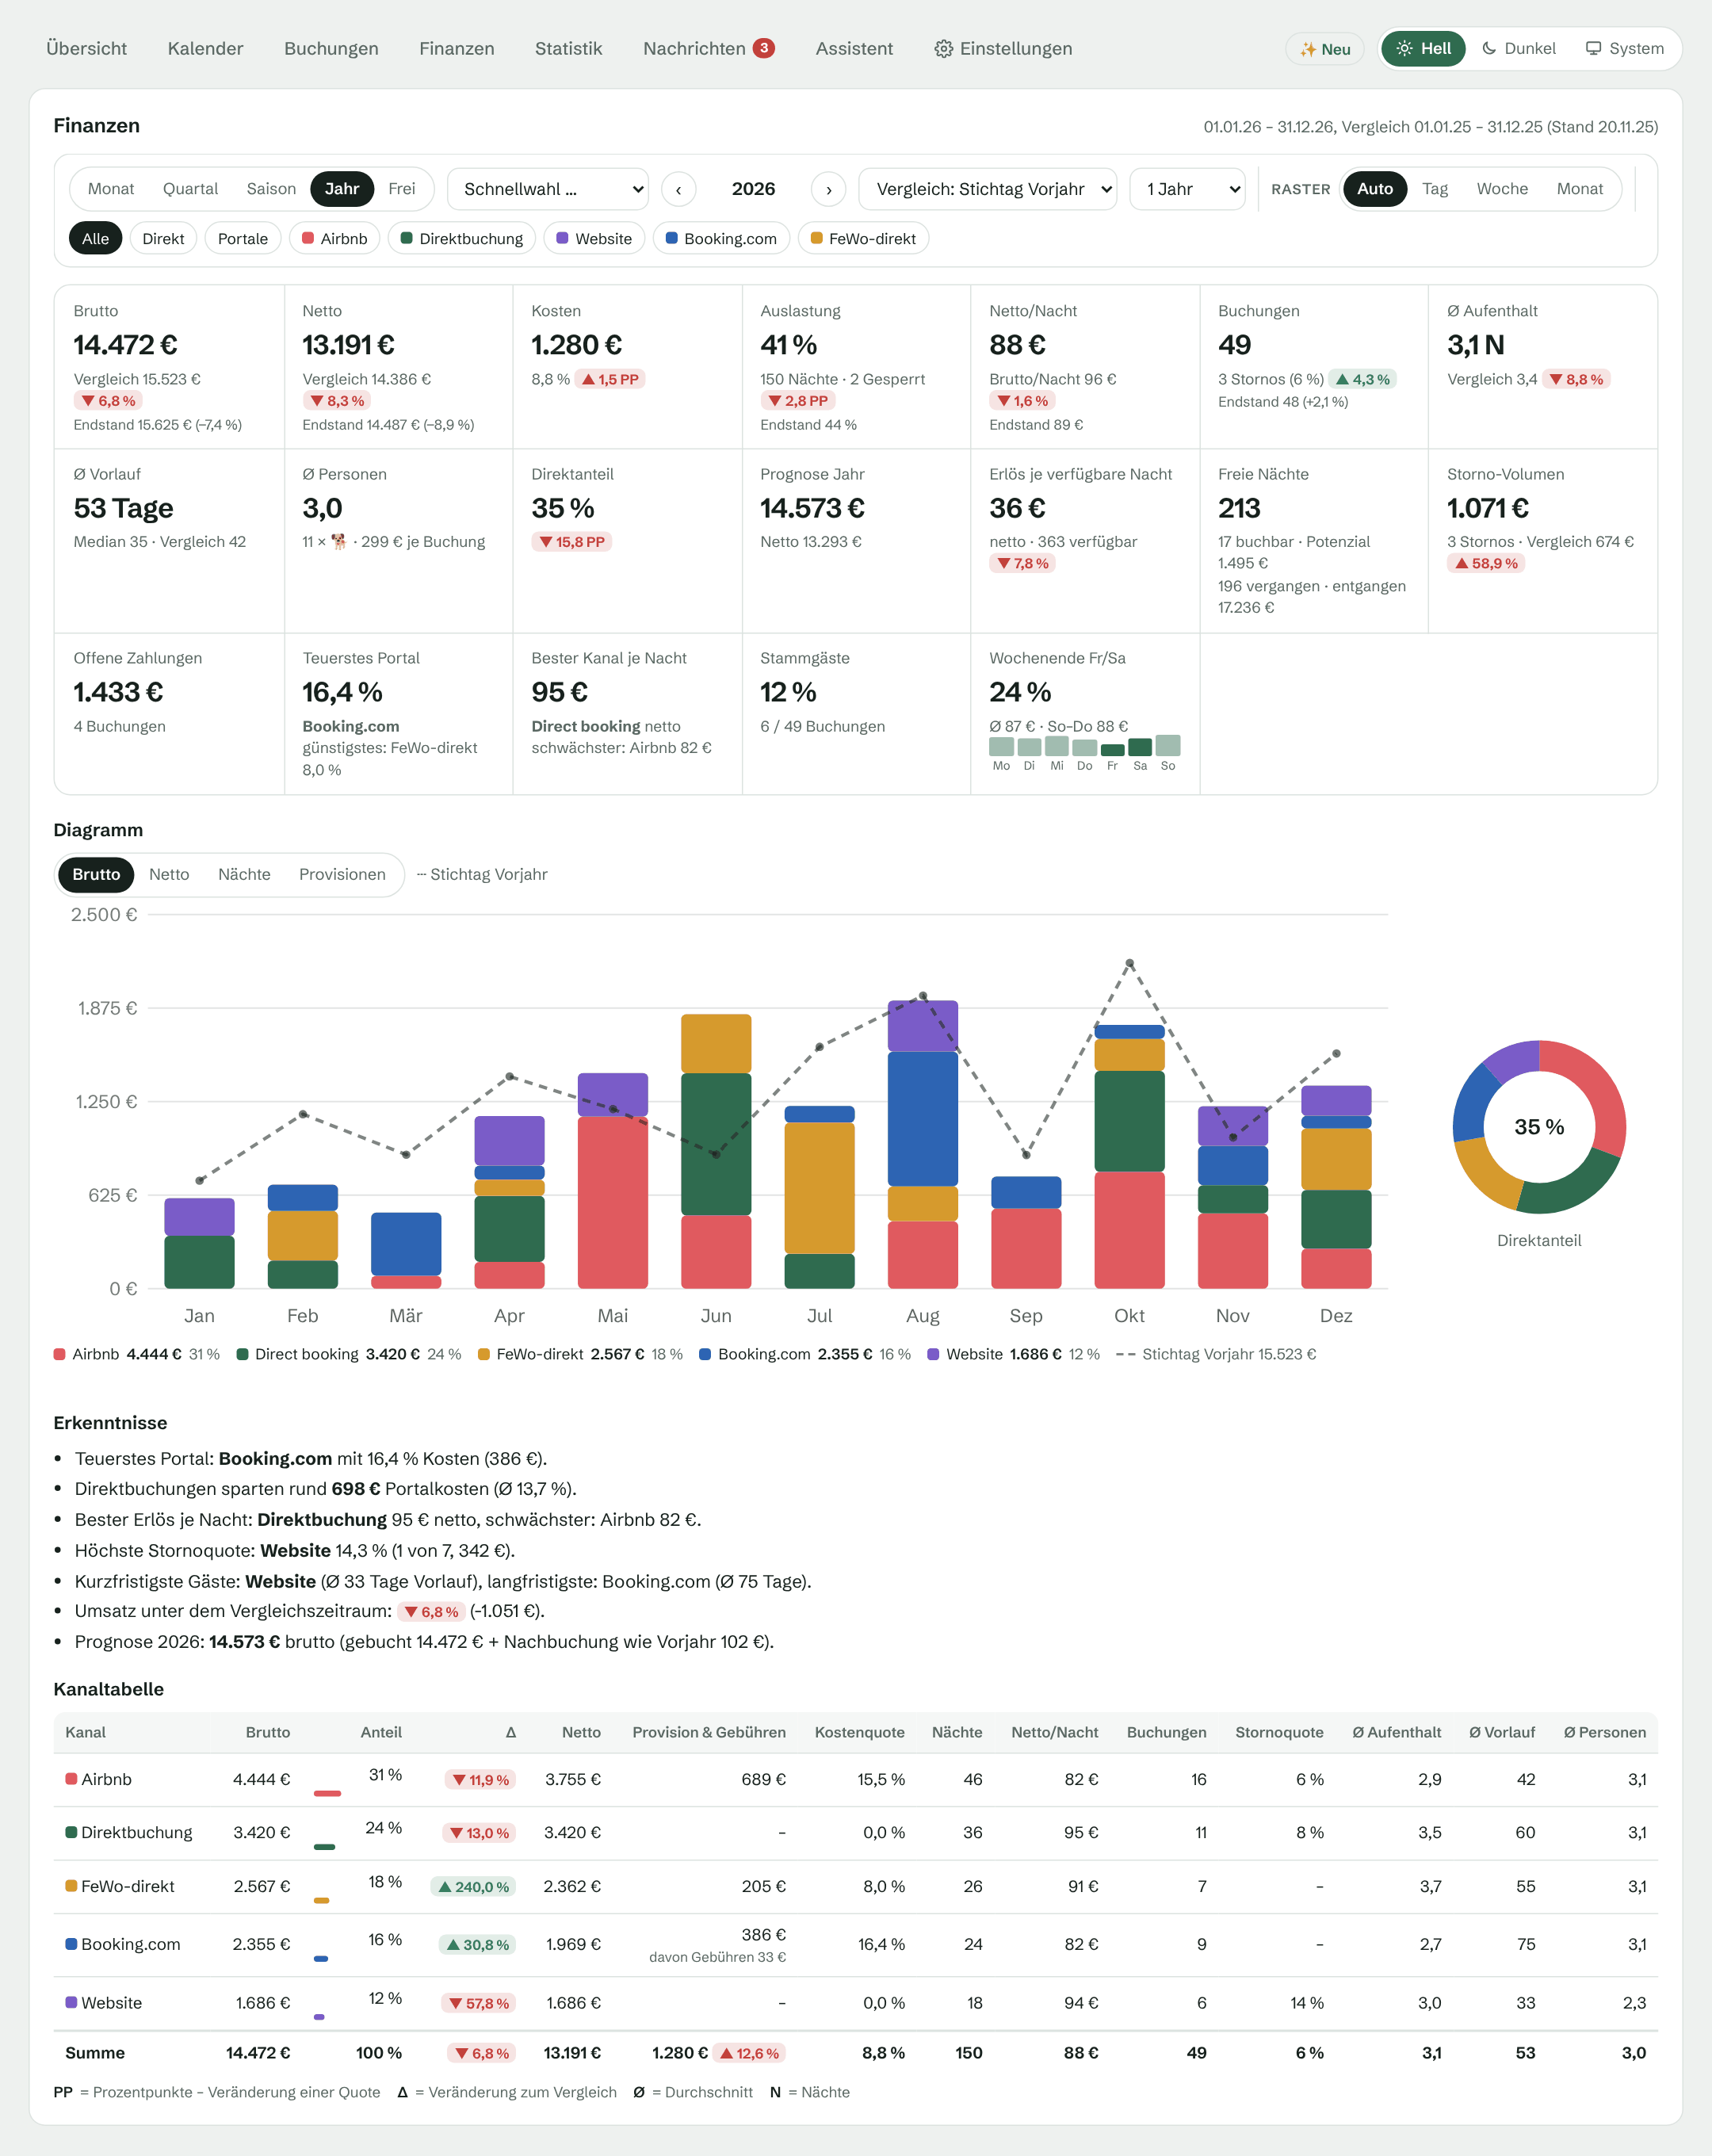 Übersicht Kalender Buchungen Finanzen Statistik Nachrichten 3 Assistent Einstellungen ✨ Neu Hell Dunkel System
Finanzen 01.01.26 – 31.12.26, Vergleich 01.01.25 – 31.12.25 (Stand 20.11.25)
Monat Quartal Saison Jahr Frei Schnellwahl ... ‹ 2026 › Vergleich: Stichtag Vorjahr 1 Jahr RASTER Auto Tag Woche Monat
Alle Direkt Portale Airbnb Direktbuchung Website Booking.com FeWo-direkt
Brutto
14.472 €
Vergleich 15.523 €
▼ 6,8 %
Endstand 15.625 € (–7,4 %)
Netto
13.191 €
Vergleich 14.386 €
▼ 8,3 %
Endstand 14.487 € (–8,9 %)
Kosten
1.280 €
8,8 % ▲ 1,5 PP
Auslastung
41 %
150 Nächte · 2 Gesperrt
▼ 2,8 PP
Endstand 44 %
Netto/Nacht
88 €
Brutto/Nacht 96 €
▼ 1,6 %
Endstand 89 €
Buchungen
49
3 Stornos (6 %) ▲ 4,3 %
Endstand 48 (+2,1 %)
Ø Aufenthalt
3,1 N
Vergleich 3,4 ▼ 8,8 %
Ø Vorlauf
53 Tage
Median 35 · Vergleich 42
Ø Personen
3,0
11 × 🐕 · 299 € je Buchung
Direktanteil
35 %
▼ 15,8 PP
Prognose Jahr
14.573 €
Netto 13.293 €
Erlös je verfügbare Nacht
36 €
netto · 363 verfügbar
▼ 7,8 %
Freie Nächte
213
17 buchbar · Potenzial
1.495 €
196 vergangen · entgangen
17.236 €
Storno-Volumen
1.071 €
3 Stornos · Vergleich 674 €
▲ 58,9 %
Offene Zahlungen
1.433 €
4 Buchungen
Teuerstes Portal
16,4 %
Booking.com
günstigstes: FeWo-direkt
8,0 %
Bester Kanal je Nacht
95 €
Direct booking netto
schwächster: Airbnb 82 €
Stammgäste
12 %
6 / 49 Buchungen
Wochenende Fr/Sa
24 %
Ø 87 € · So-Do 88 €
Mo Di Mi Do Fr Sa So
Diagramm
Brutto Netto Nächte Provisionen ┄ Stichtag Vorjahr
2.500 €
1.875 €
1.250 €
625 €
0 €
Jan Feb Mär Apr Mai Jun Jul Aug Sep Okt Nov Dez
35 %
Direktanteil
Airbnb 4.444 € 31 % Direct booking 3.420 € 24 % FeWo-direkt 2.567 € 18 % Booking.com 2.355 € 16 % Website 1.686 € 12 % Stichtag Vorjahr 15.523 €
Erkenntnisse
• Teuerstes Portal: Booking.com mit 16,4 % Kosten (386 €).
• Direktbuchungen sparten rund 698 € Portalkosten (Ø 13,7 %).
• Bester Erlös je Nacht: Direktbuchung 95 € netto, schwächster: Airbnb 82 €.
• Höchste Stornoquote: Website 14,3 % (1 von 7, 342 €).
• Kurzfristigste Gäste: Website (Ø 33 Tage Vorlauf), langfristigste: Booking.com (Ø 75 Tage).
• Umsatz unter dem Vergleichszeitraum: ▼ 6,8 % (-1.051 €).
• Prognose 2026: 14.573 € brutto (gebucht 14.472 € + Nachbuchung wie Vorjahr 102 €).
Kanaltabelle
Kanal Brutto Anteil Δ Netto Provision & Gebühren Kostenquote Nächte Netto/Nacht Buchungen Stornoquote Ø Aufenthalt Ø Vorlauf Ø Personen
Airbnb 4.444 € 31 % ▼ 11,9 % 3.755 € 689 € 15,5 % 46 82 € 16 6 % 2,9 42 3,1
Direktbuchung 3.420 € 24 % ▼ 13,0 % 3.420 € – 0,0 % 36 95 € 11 8 % 3,5 60 3,1
FeWo-direkt 2.567 € 18 % ▲ 240,0 % 2.362 € 205 € 8,0 % 26 91 € 7 – 3,7 55 3,1
Booking.com 2.355 € 16 % ▲ 30,8 % 1.969 € 386 € 16,4 % 24 82 € 9 – 2,7 75 3,1
davon Gebühren 33 €
Website 1.686 € 12 % ▼ 57,8 % 1.686 € – 0,0 % 18 94 € 6 14 % 3,0 33 2,3
Summe 14.472 € 100 % ▼ 6,8 % 13.191 € 1.280 € ▲ 12,6 % 8,8 % 150 88 € 49 6 % 3,1 53 3,0
PP = Prozentpunkte – Veränderung einer Quote Δ = Veränderung zum Vergleich Ø = Durchschnitt N = Nächte